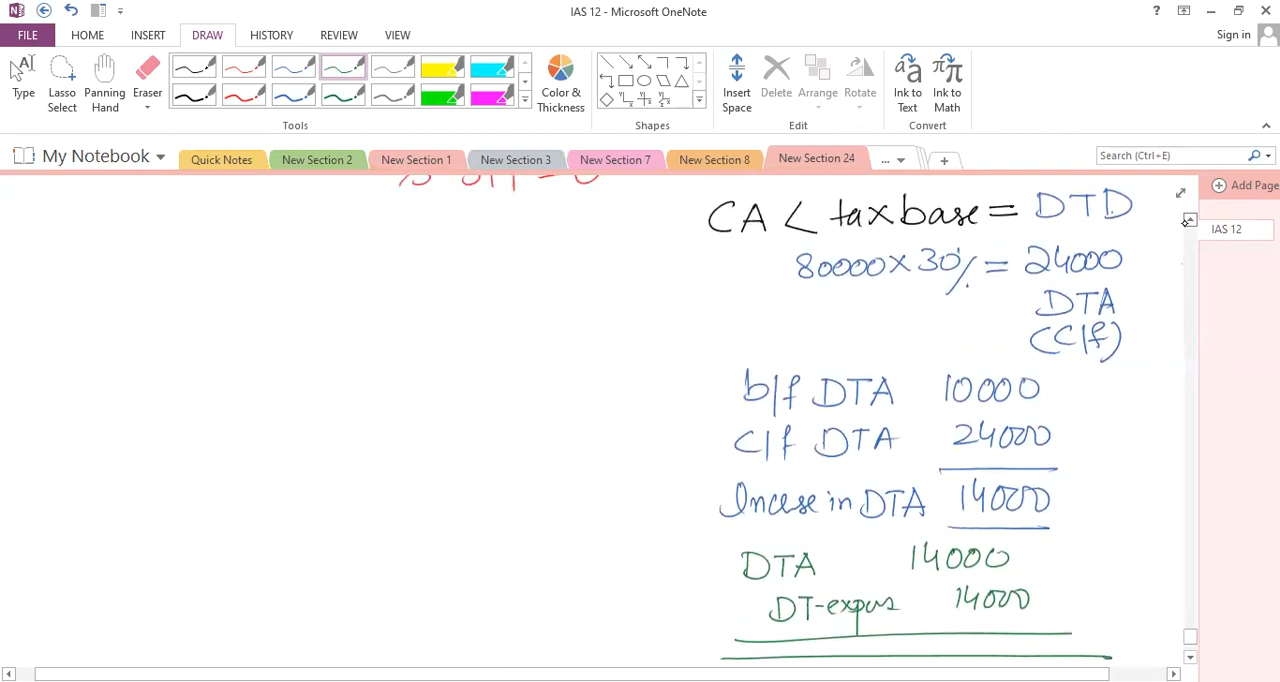 IAS 12 - Microsoft OneNote
?
FILE HOME INSERT DRAW HISTORY REVIEW VIEW Sign in
Type
Lasso Select
Panning Hand
Eraser
Color & Thickness
Insert Space
Delete
Arrange
Rotate
Ink to Text
Ink to Math
Tools Shapes Edit Convert
My Notebook Quick Notes New Section 2 New Section 1 New Section 3 New Section 7 New Section 8 New Section 24 ... + Search (Ctrl+E)
Add Page
IAS 12
CA < tax base = DTD
80000 × 30% = 24000
DTA
(C/f)
b/f DTA 10000
C/f DTA 24000
Increse in DTA 14000
DTA 14000
DT-expens 14000